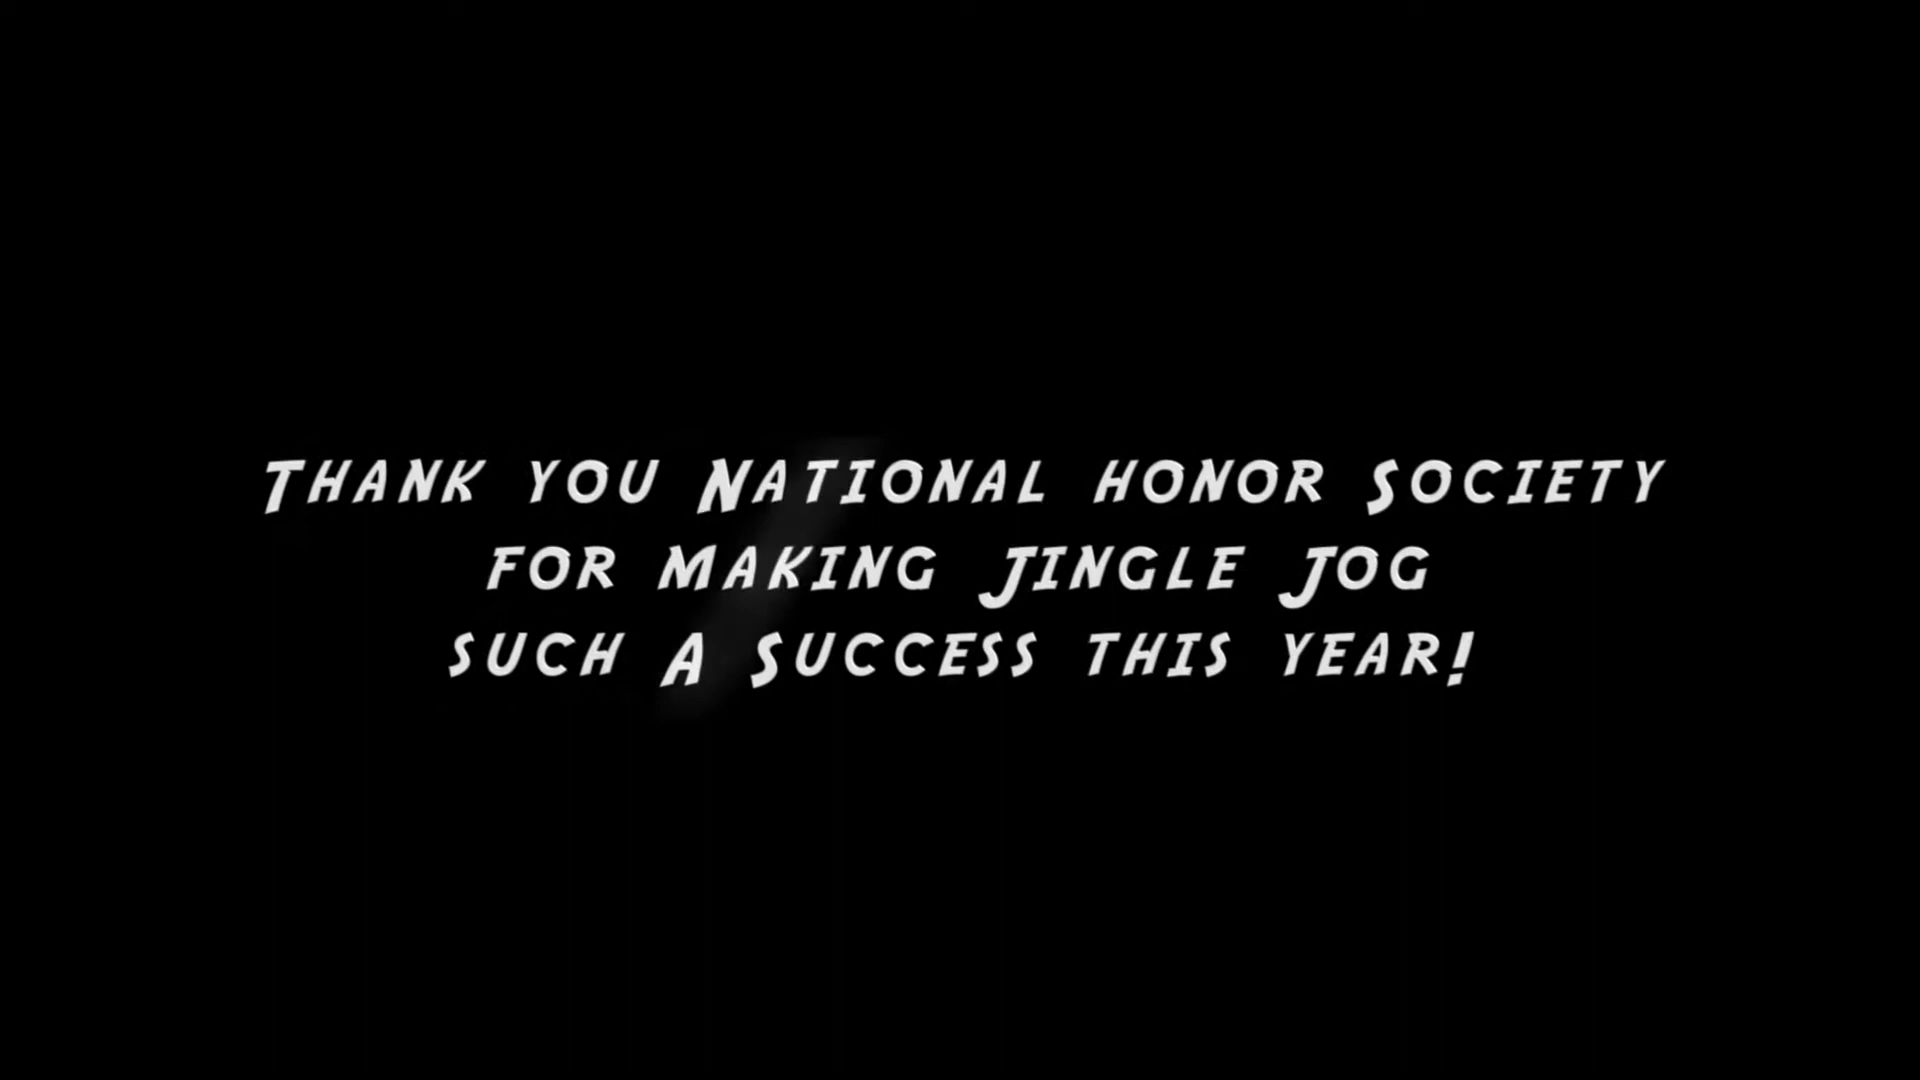 Thank you National honor Society
for making Jingle Jog
such A Success this year!